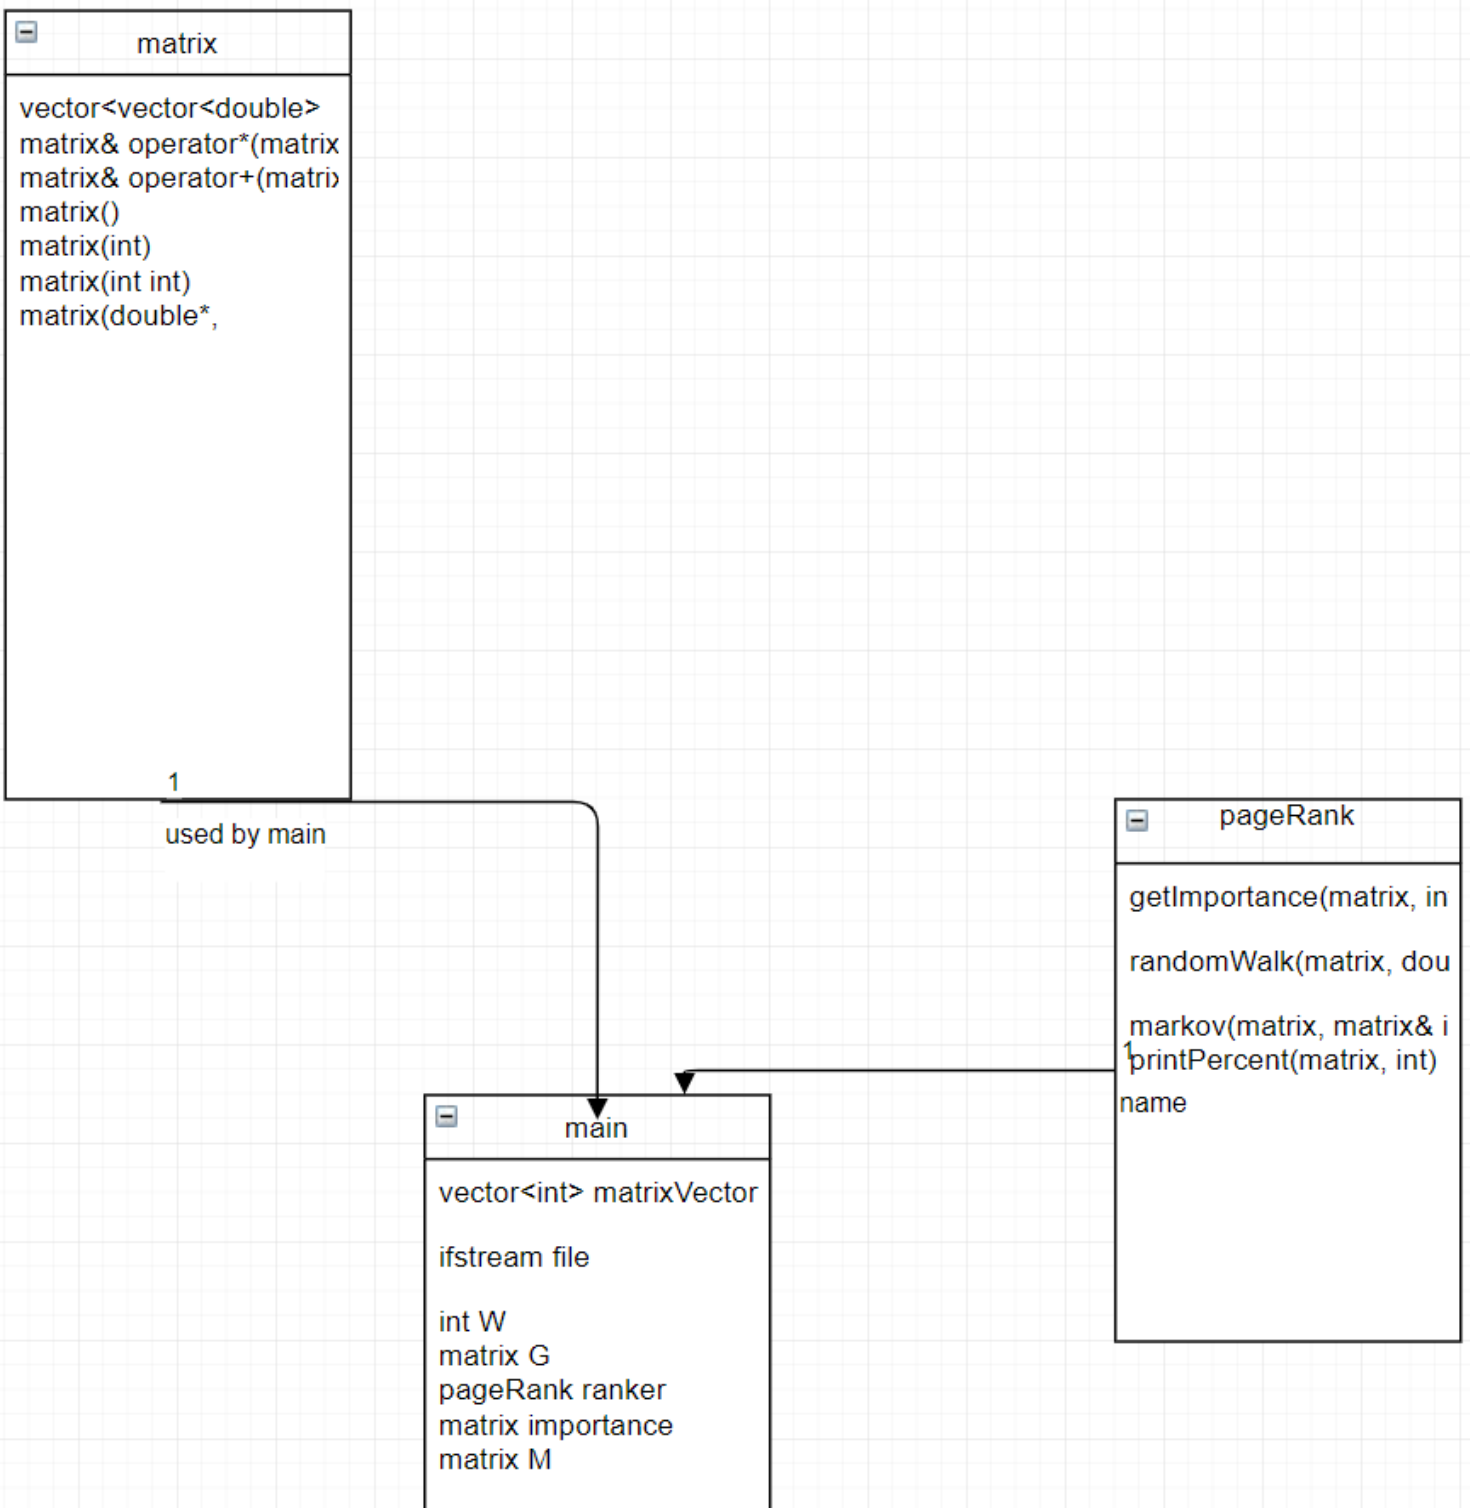 matrix
vector<vector<double>
matrix& operator*(matrix
matrix& operator+(matrix
matrix()
matrix(int)
matrix(int int)
matrix(double*,
1
used by main
pageRank
getImportance(matrix, in
randomWalk(matrix, dou
markov(matrix, matrix& i
1
printPercent(matrix, int)
name
main
vector<int> matrixVector
ifstream file
int W
matrix G
pageRank ranker
matrix importance
matrix M